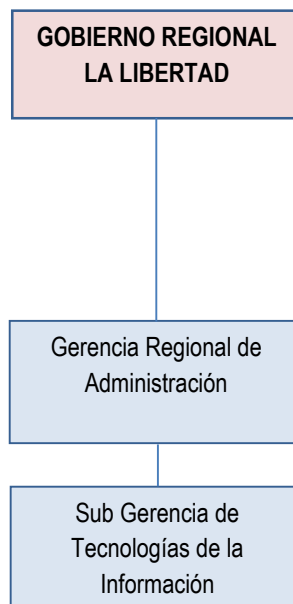 GOBIERNO REGIONAL
LA LIBERTAD
Gerencia Regional de
Administración
Sub Gerencia de
Tecnologías de la
Información